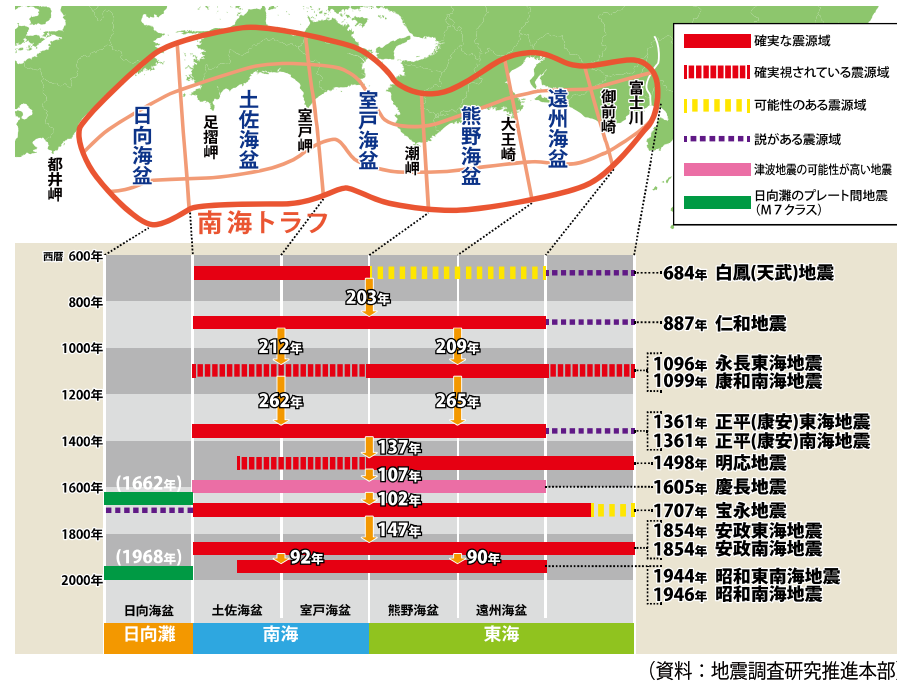 確実な震源域
確実視されている震源域
可能性のある震源域
説がある震源域
津波地震の可能性が高い地震
日向灘のプレート間地震
（M７クラス）
都井岬
日向海盆
足摺岬
土佐海盆
室戸岬
室戸海盆
潮岬
熊野海盆
大王崎
遠州海盆
御前崎
富士川
南海トラフ
西暦 600年
800年
1000年
1200年
1400年
1600年
1800年
2000年
203年
212年
209年
262年
265年
137年
107年
102年
147年
92年
90年
(1662年)
(1968年)
684年 白鳳(天武)地震
887年 仁和地震
1096年 永長東海地震
1099年 康和南海地震
1361年 正平(康安)東海地震
1361年 正平(康安)南海地震
1498年 明応地震
1605年 慶長地震
1707年 宝永地震
1854年 安政東海地震
1854年 安政南海地震
1944年 昭和東南海地震
1946年 昭和南海地震
日向海盆 土佐海盆 室戸海盆 熊野海盆 遠州海盆
日向灘 南海 東海
（資料：地震調査研究推進本部）